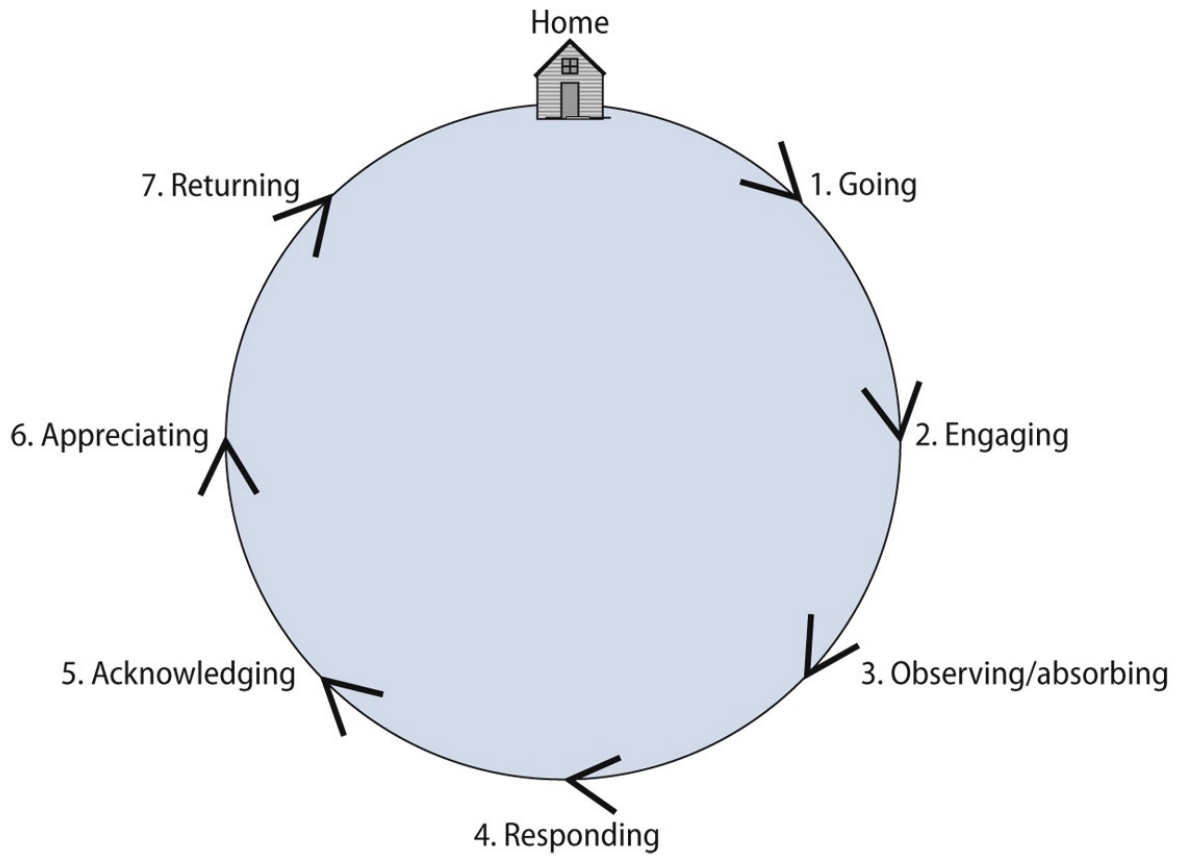 Home
1. Going
2. Engaging
3. Observing/absorbing
4. Responding
5. Acknowledging
6. Appreciating
7. Returning